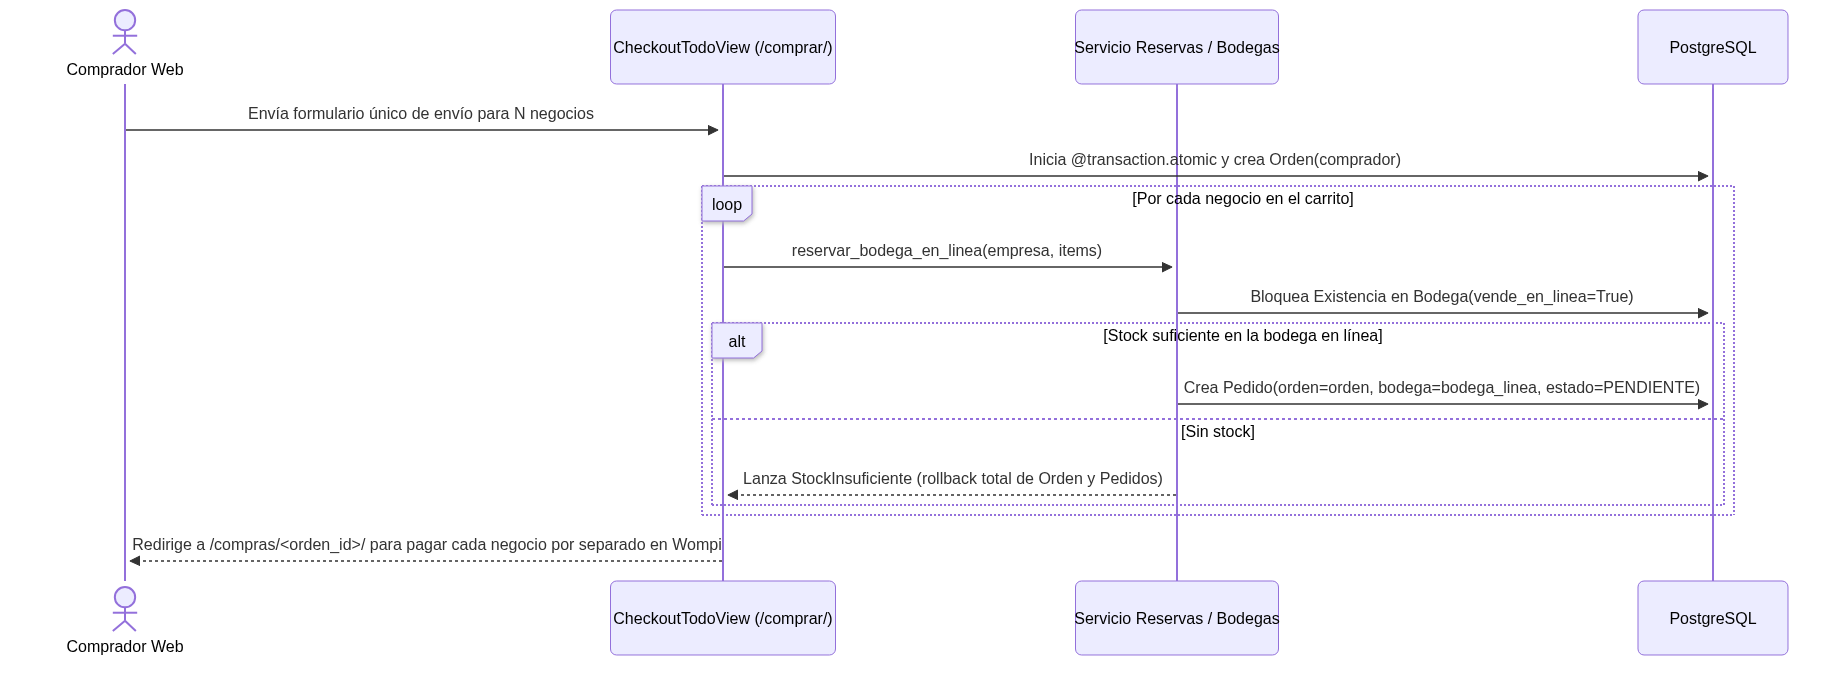 Comprador Web
CheckoutTodoView (/comprar/)
Servicio Reservas / Bodegas
PostgreSQL
Envía formulario único de envío para N negocios
Inicia @transaction.atomic y crea Orden(comprador)
loop
[Por cada negocio en el carrito]
reservar_bodega_en_linea(empresa, items)
Bloquea Existencia en Bodega(vende_en_linea=True)
alt
[Stock suficiente en la bodega en línea]
Crea Pedido(orden=orden, bodega=bodega_linea, estado=PENDIENTE)
[Sin stock]
Lanza StockInsuficiente (rollback total de Orden y Pedidos)
Redirige a /compras/<orden_id>/ para pagar cada negocio por separado en Wompi
Comprador Web
CheckoutTodoView (/comprar/)
Servicio Reservas / Bodegas
PostgreSQL